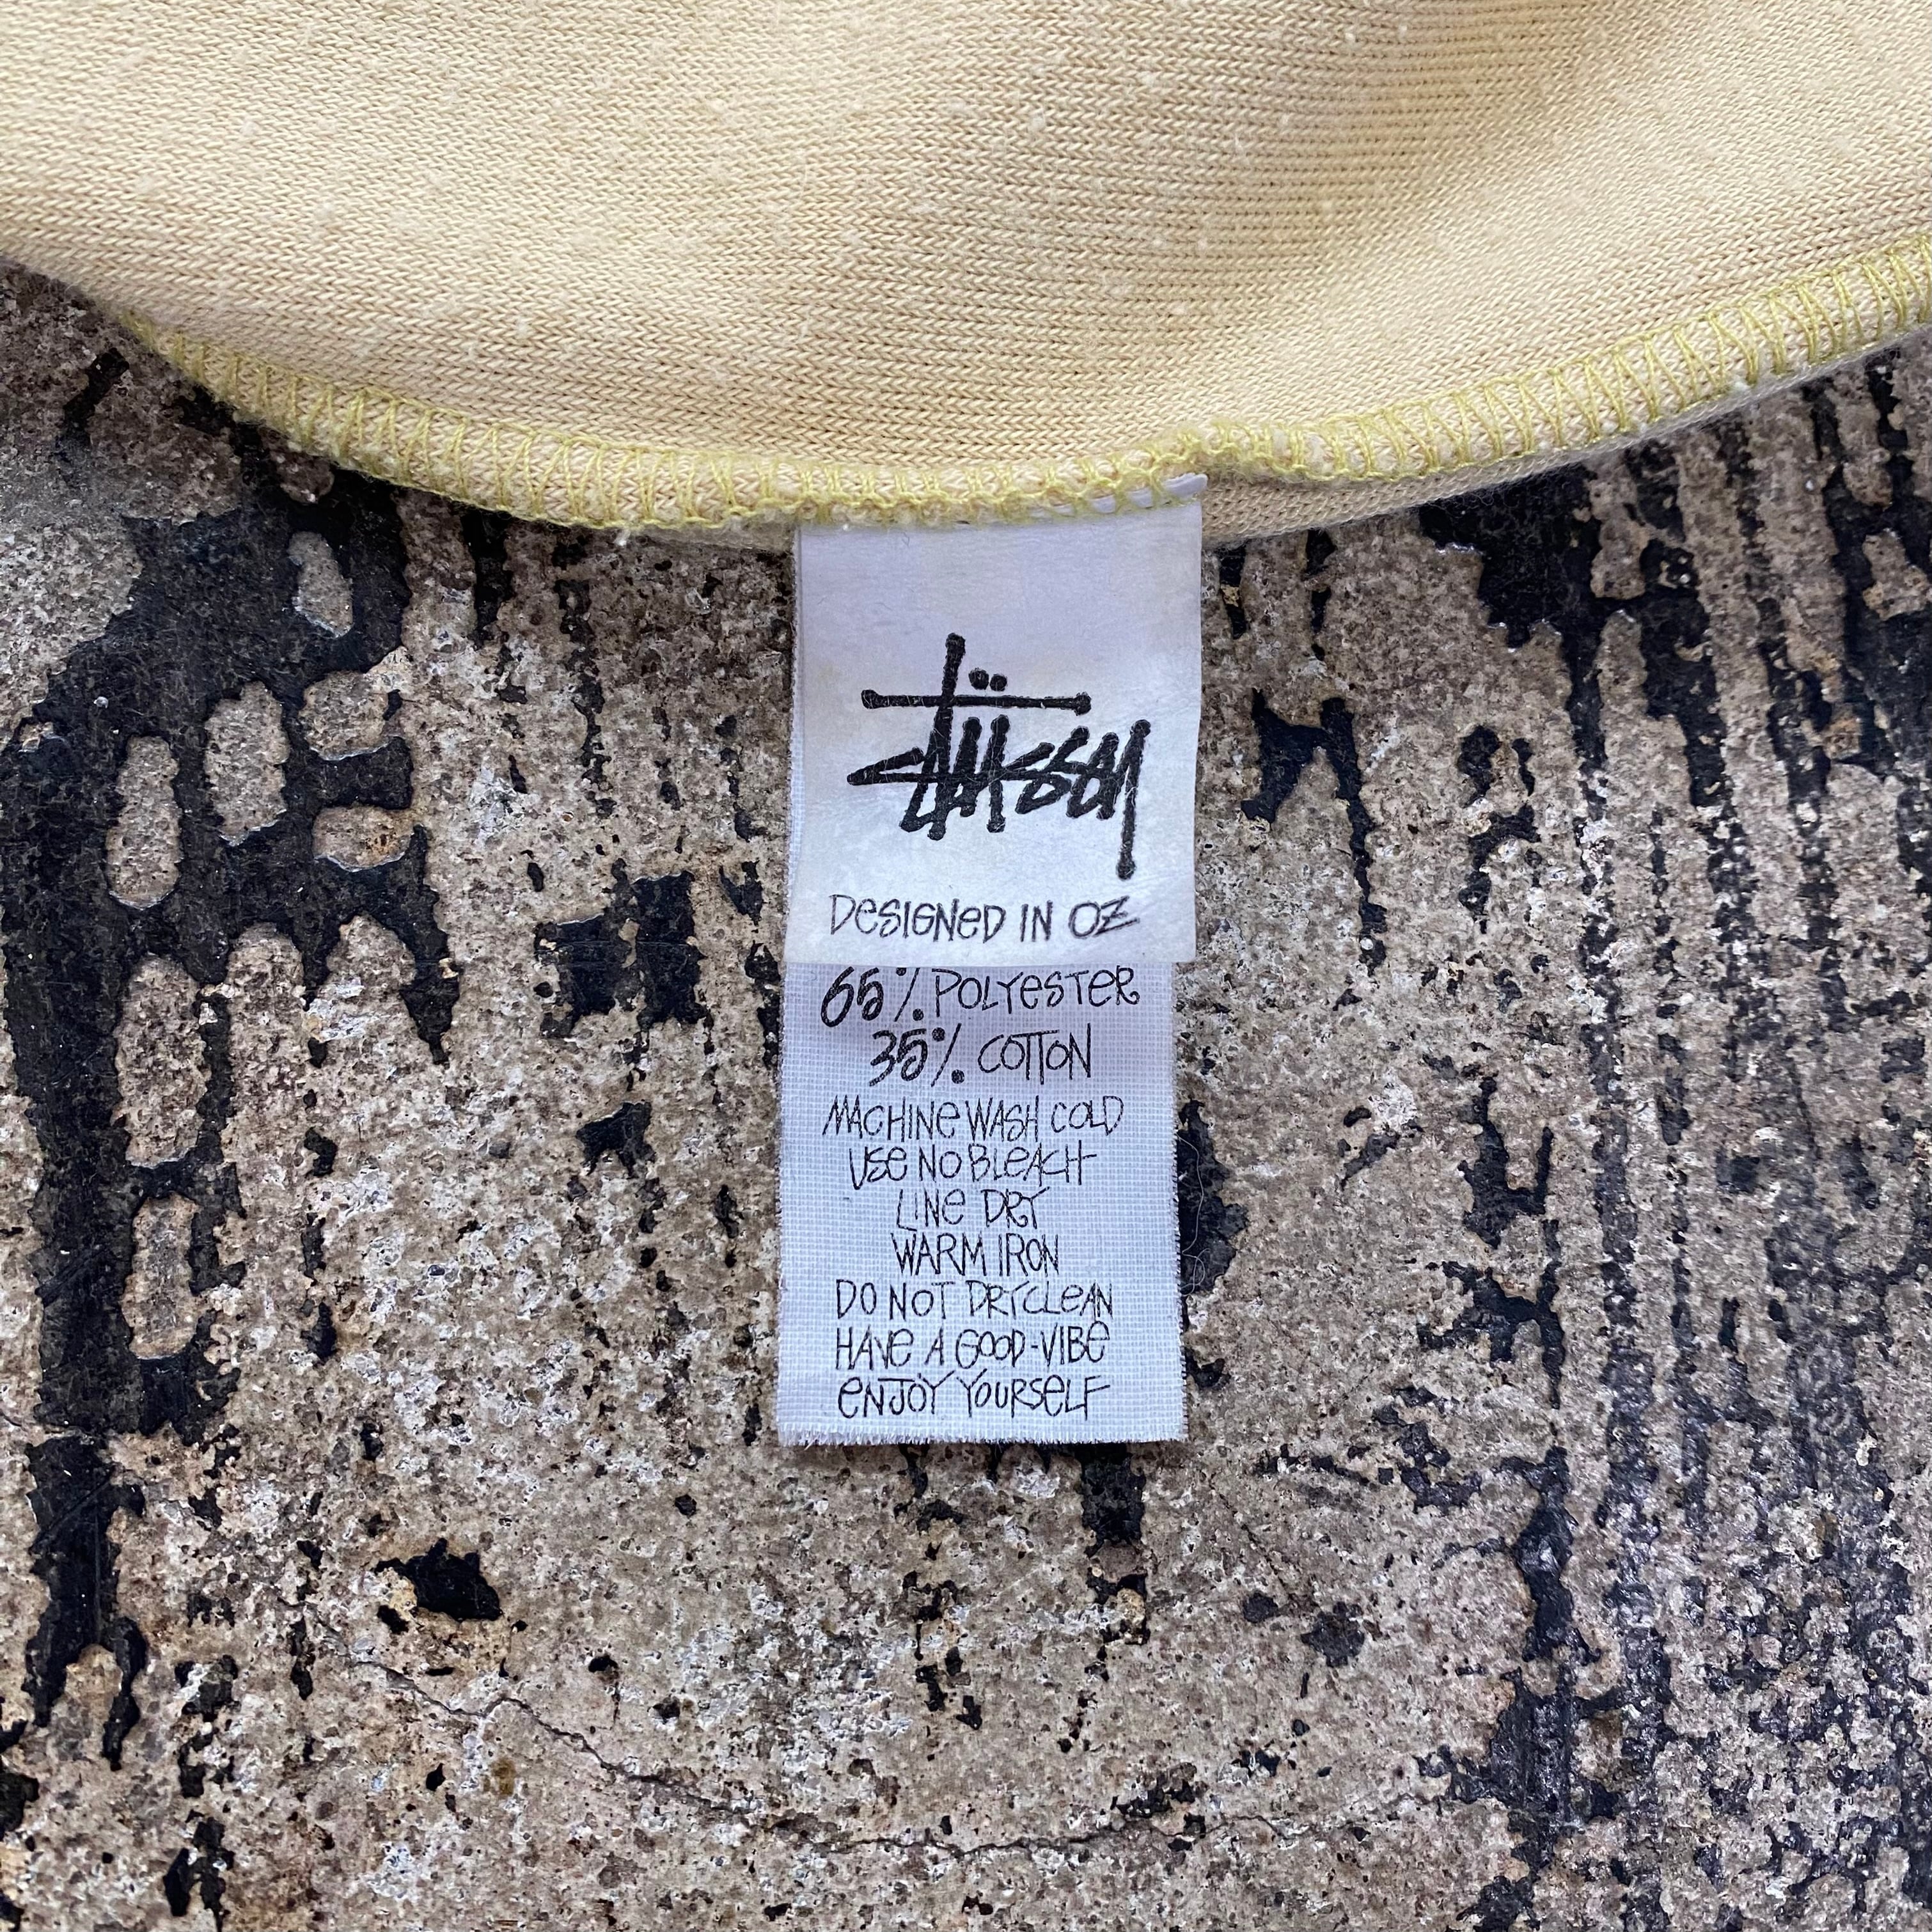 Stüssy
DESIGNED IN OZ
65% POLYESTER
35% COTTON
MACHINE WASH COLD
USE NO BLEACH
LINE DRY
WARM IRON
DO NOT DRYCLEAN
HAVE A GOOD-VIBE
ENJOY YOURSELF